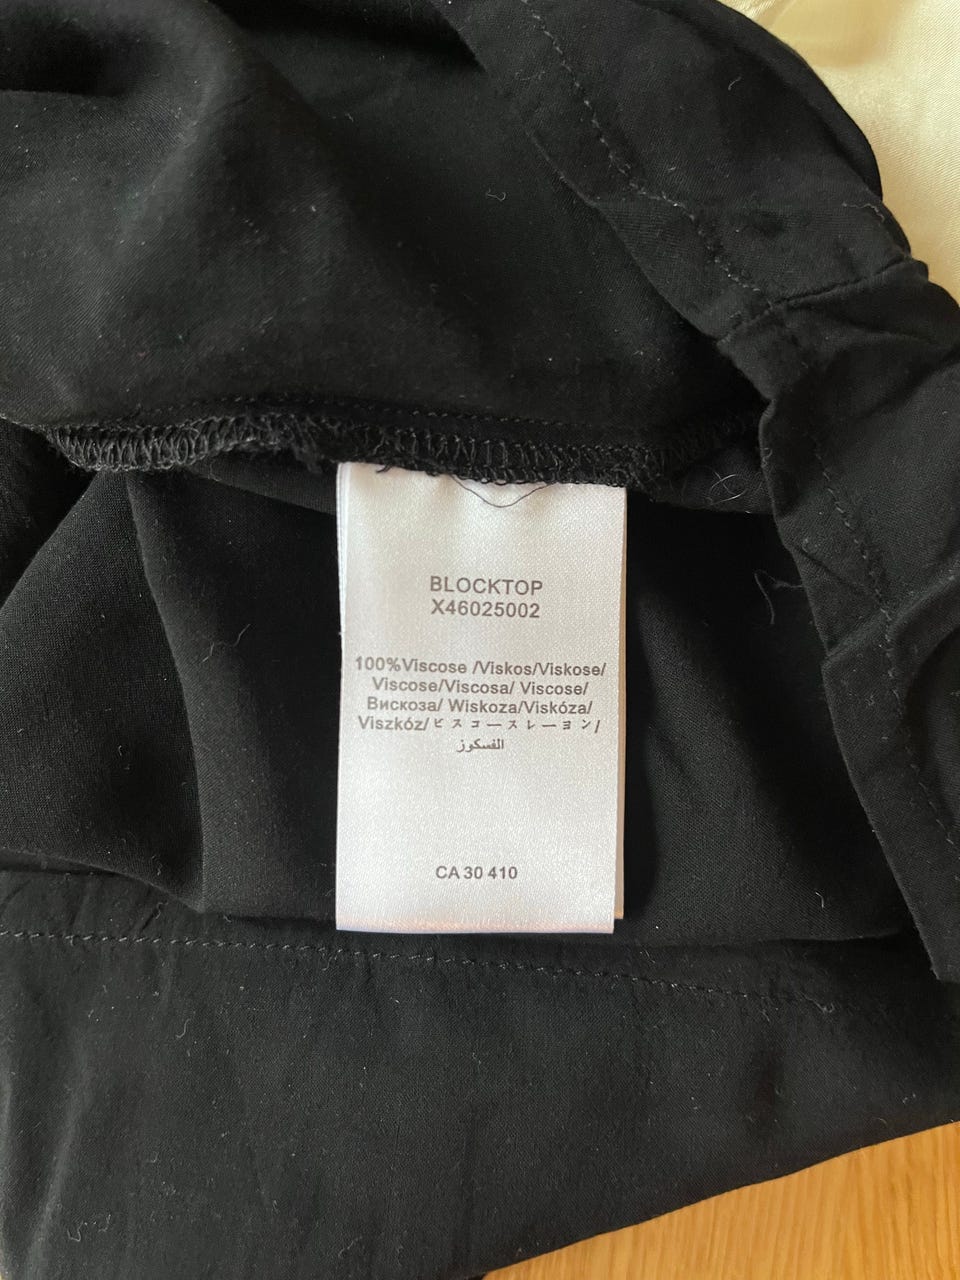 BLOCKTOP
X46025002
100%Viscose /Viskos/Viskose/
Viscose/Viscosa/ Viscose/
Вискоза/ Wiskoza/Viskóza/
Viszkóz/ビスコースレーヨン/
الفسكوز
CA 30 410